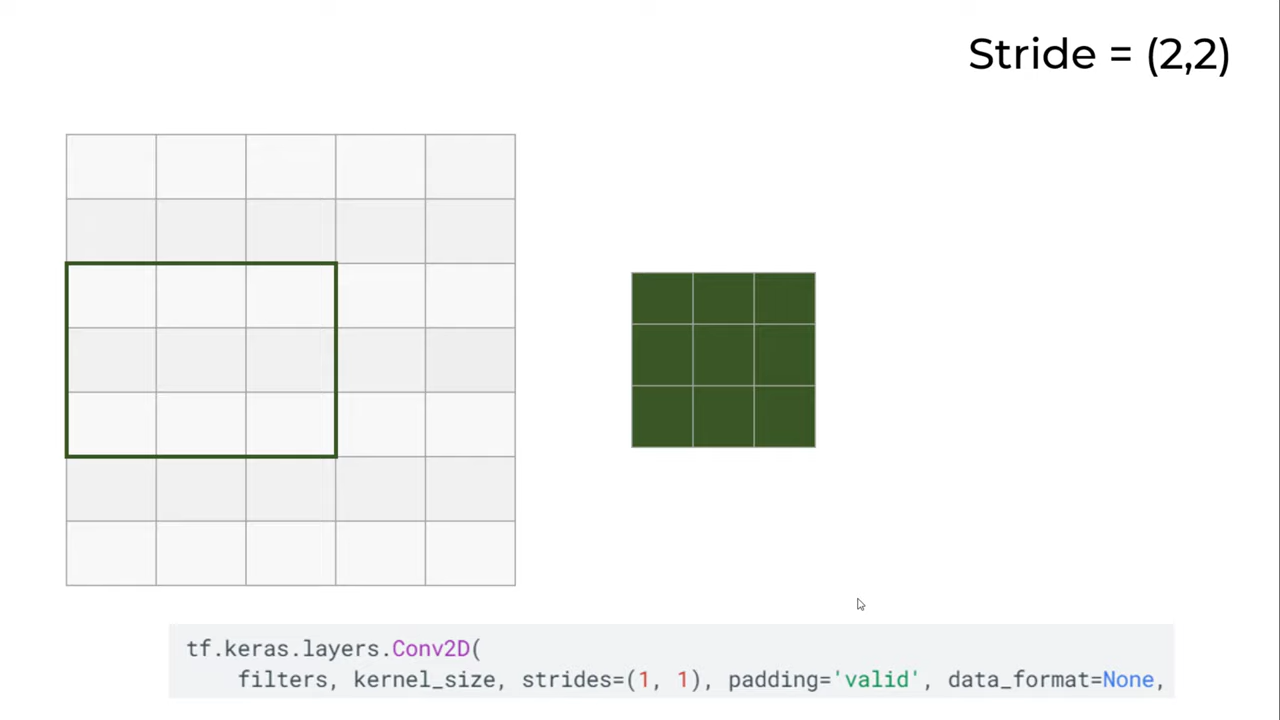 Stride = (2,2)
tf.keras.layers.Conv2D(
filters, kernel_size, strides=(1, 1), padding='valid', data_format=None,